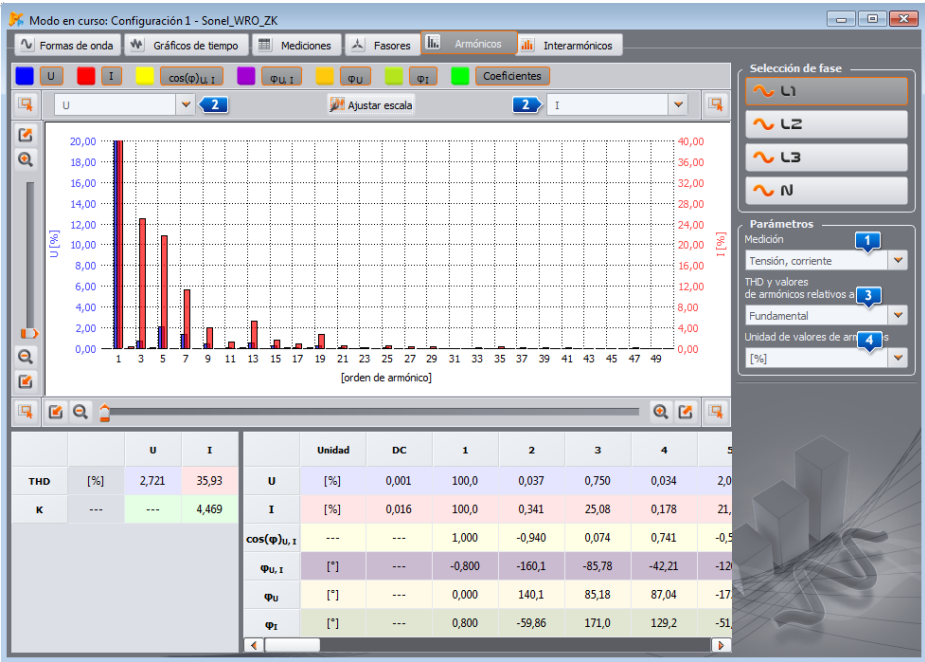 Modo en curso: Configuración 1 - Sonel_WRO_ZK
Formas de onda Gráficos de tiempo Mediciones Fasores Armónicos Interarmónicos
U I cos(φ)U, I φU, I φU φI Coeficientes
U 2 Ajustar escala 2 I
20,00 40,00
18,00 36,00
16,00 32,00
14,00 28,00
12,00 24,00
10,00 20,00
8,00 16,00
6,00 12,00
4,00 8,00
2,00 4,00
0,00 0,00
U [%]
I [%]
1 3 5 7 9 11 13 15 17 19 21 23 25 27 29 31 33 35 37 39 41 43 45 47 49
[orden de armónico]
Selección de fase
L1
L2
L3
N
Parámetros
Medición 1
Tensión, corriente
THD y valores
de armónicos relativos a 3
Fundamental
Unidad de valores de 4
[%]
U I
THD [%] 2,721 35,93
K --- --- 4,469
Unidad DC 1 2 3 4 5
U [%] 0,001 100,0 0,037 0,750 0,034 2,0
I [%] 0,016 100,0 0,341 25,08 0,178 21,
cos(φ)U, I --- --- 1,000 -0,940 0,074 0,741 -0,5
φU, I [°] --- -0,800 -160,1 -85,78 -42,21 -120
φU [°] --- 0,000 140,1 85,18 87,04 -17
φI [°] --- 0,800 -59,86 171,0 129,2 -51,